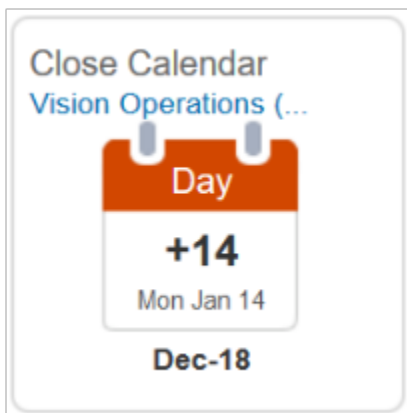 Close Calendar
Vision Operations (...
Day
+14
Mon Jan 14
Dec-18